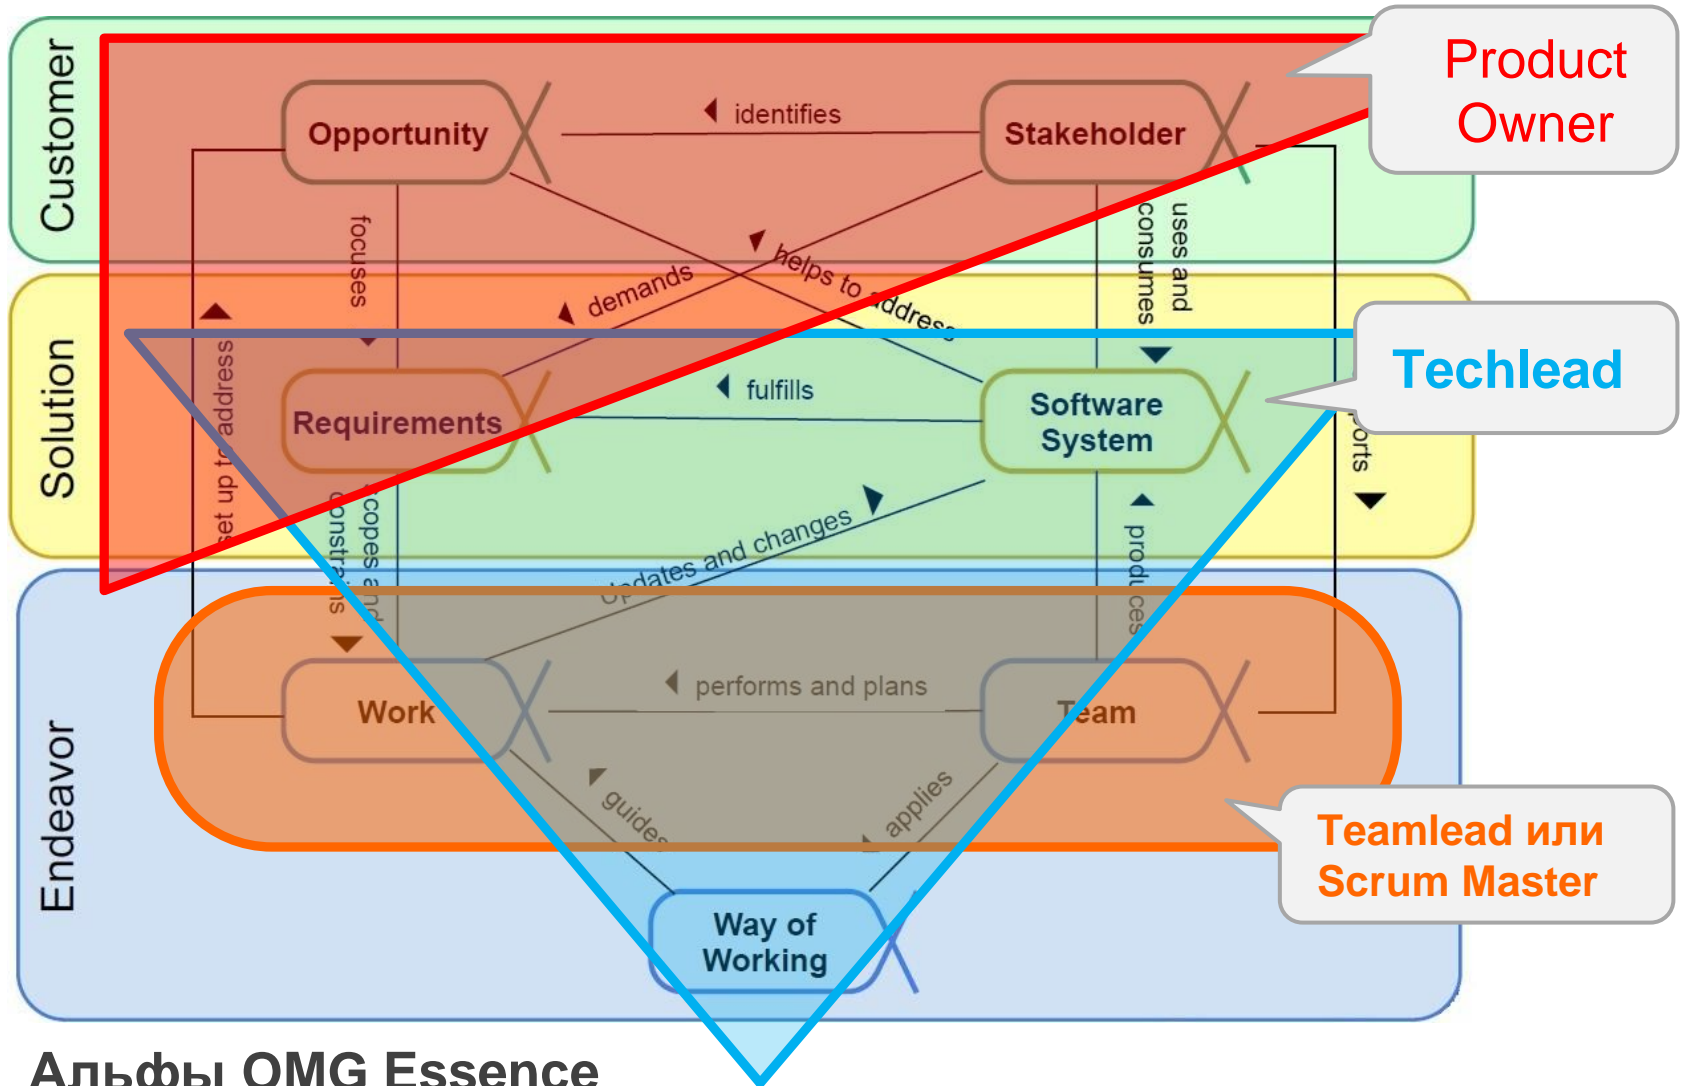 Customer
Product
Owner
Opportunity
identifies
Stakeholder
focuses
uses and
consumes
demands
helps to address
Solution
set up to address
Requirements
fulfills
Software
System
Techlead
scopes and
constrains
Updates and changes
produces
Endeavor
Work
performs and plans
Team
guides
applies
Teamlead или
Scrum Master
Way of
Working
Альфы OMG Essence